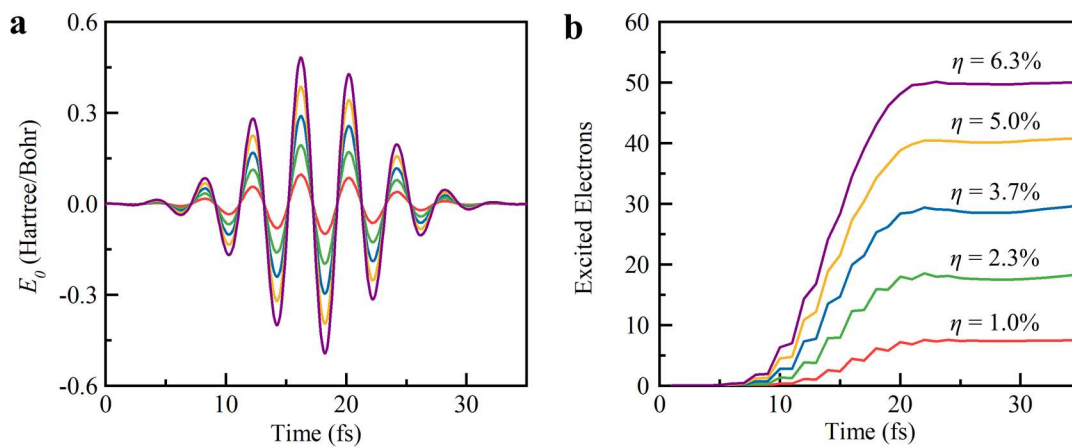 a
0.6
0.3
0.0
-0.3
-0.6
E₀ (Hartree/Bohr)
0 10 20 30
Time (fs)
b
60
50
40
30
20
10
0
Excited Electrons
η = 6.3%
η = 5.0%
η = 3.7%
η = 2.3%
η = 1.0%
0 10 20 30
Time (fs)